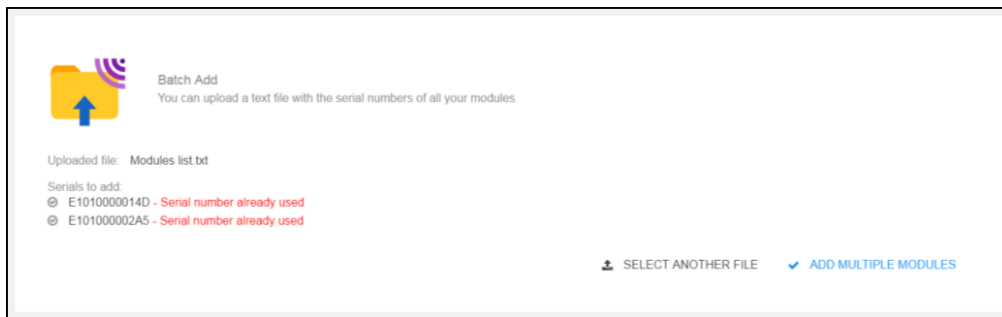 Batch Add
You can upload a text file with the serial numbers of all your modules.
Uploaded file: Modules list.txt
Serials to add:
E1010000014D - Serial number already used
E101000002A5 - Serial number already used
SELECT ANOTHER FILE ADD MULTIPLE MODULES